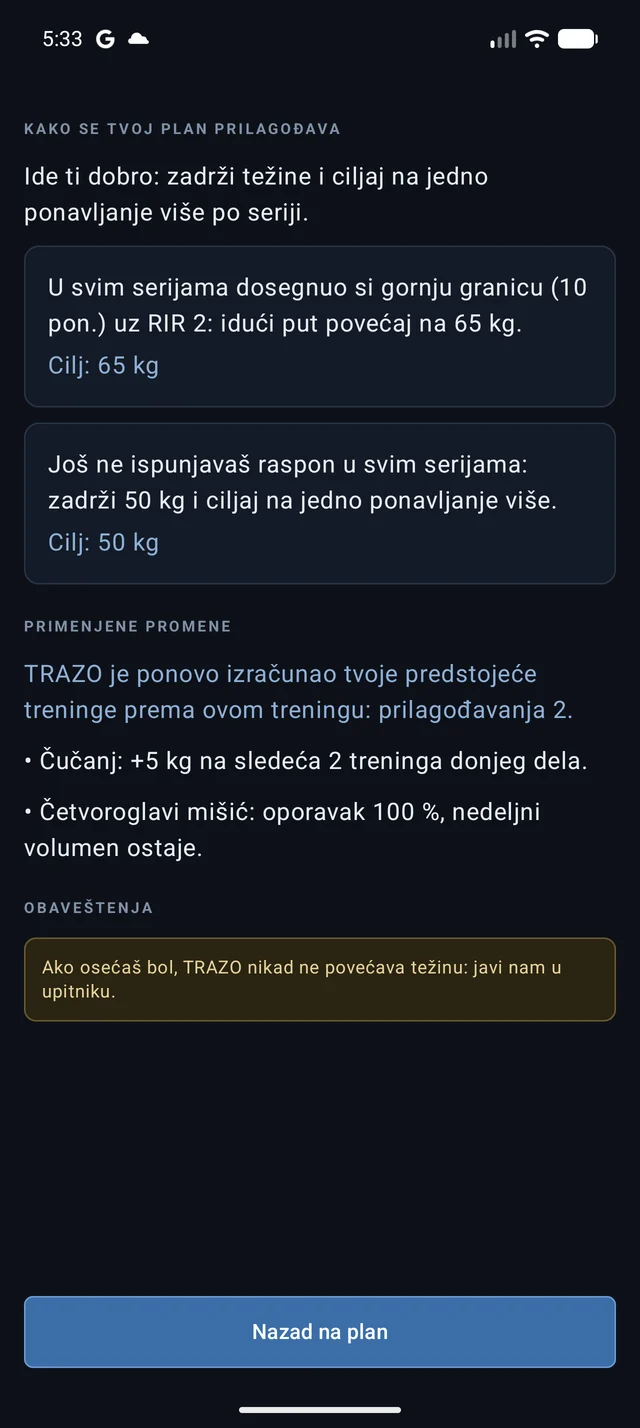 5:33
KAKO SE TVOJ PLAN PRILAGOĐAVA
Ide ti dobro: zadrži težine i ciljaj na jedno
ponavljanje više po seriji.
U svim serijama dosegnuo si gornju granicu (10
pon.) uz RIR 2: idući put povećaj na 65 kg.
Cilj: 65 kg
Još ne ispunjavaš raspon u svim serijama:
zadrži 50 kg i ciljaj na jedno ponavljanje više.
Cilj: 50 kg
PRIMENJENE PROMENE
TRAZO je ponovo izračunao tvoje predstojeće
treninge prema ovom treningu: prilagođavanja 2.
• Čučanj: +5 kg na sledeća 2 treninga donjeg dela.
• Četvoroglavi mišić: oporavak 100 %, nedeljni
volumen ostaje.
OBAVEŠTENJA
Ako osećaš bol, TRAZO nikad ne povećava težinu: javi nam u
upitniku.
Nazad na plan